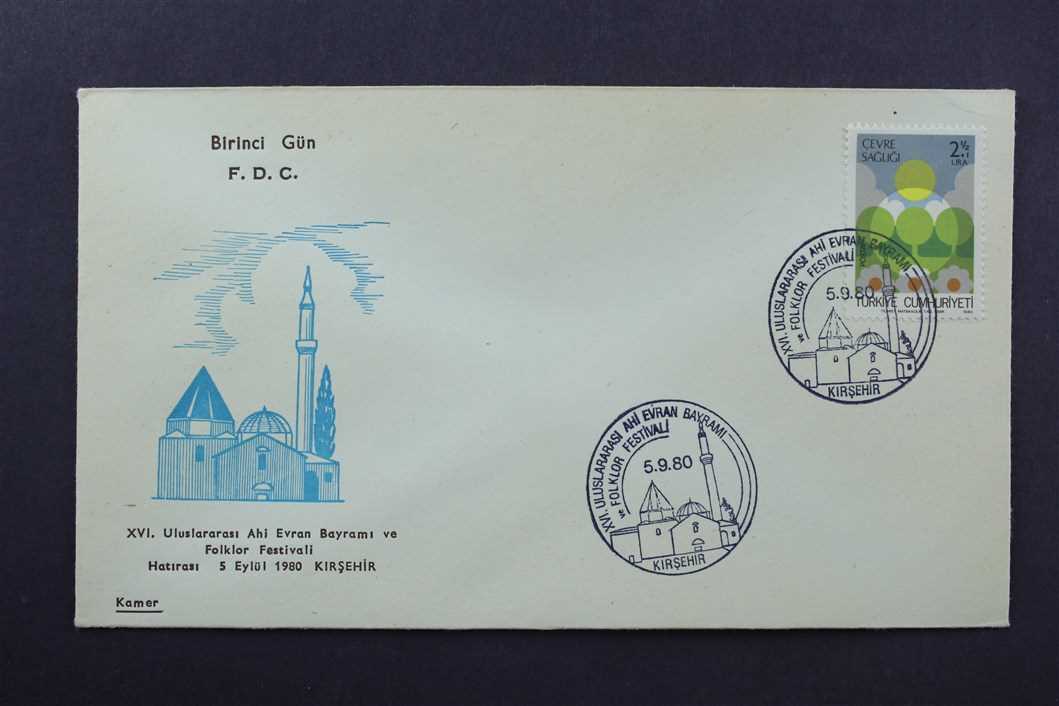 Birinci Gün
F. D. C.
XVI. Uluslararası Ahi Evran Bayramı ve
Folklor Festivali
Hatırası 5 Eylül 1980 KIRŞEHİR
Kamer
ÇEVRE
SAĞLIĞI
2½
LİRA
TÜRKİYE CUMHURİYETİ
1980
XVI. ULUSLARARASI AHİ EVRAN BAYRAMI
ve FOLKLOR FESTİVALİ
5.9.80
KIRŞEHİR
XVI. ULUSLARARASI AHİ EVRAN BAYRAMI
ve FOLKLOR FESTİVALİ
5.9.80
KIRŞEHİR